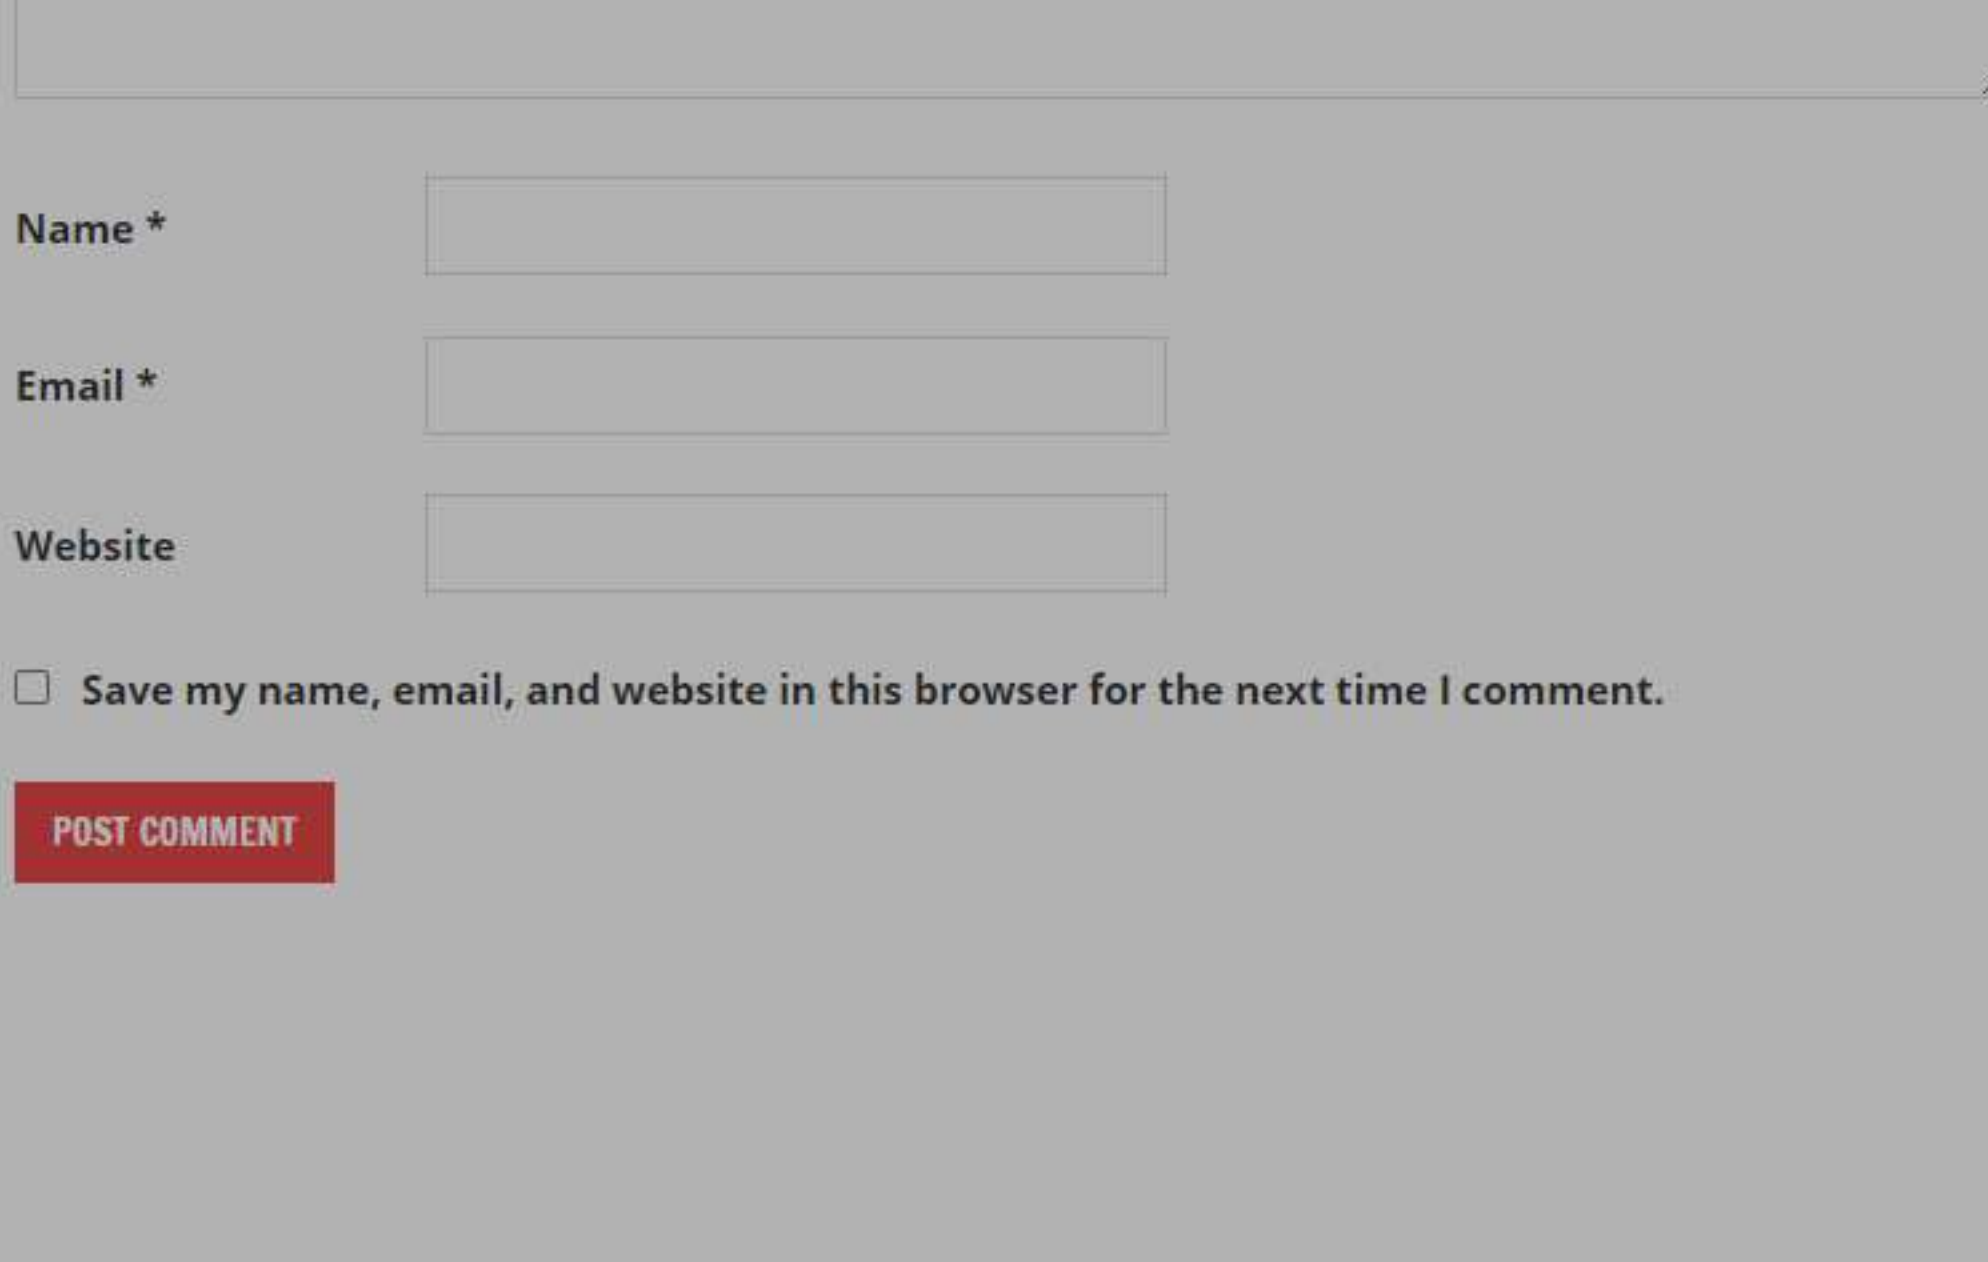 Name *
Email *
Website
Save my name, email, and website in this browser for the next time I comment.
POST COMMENT